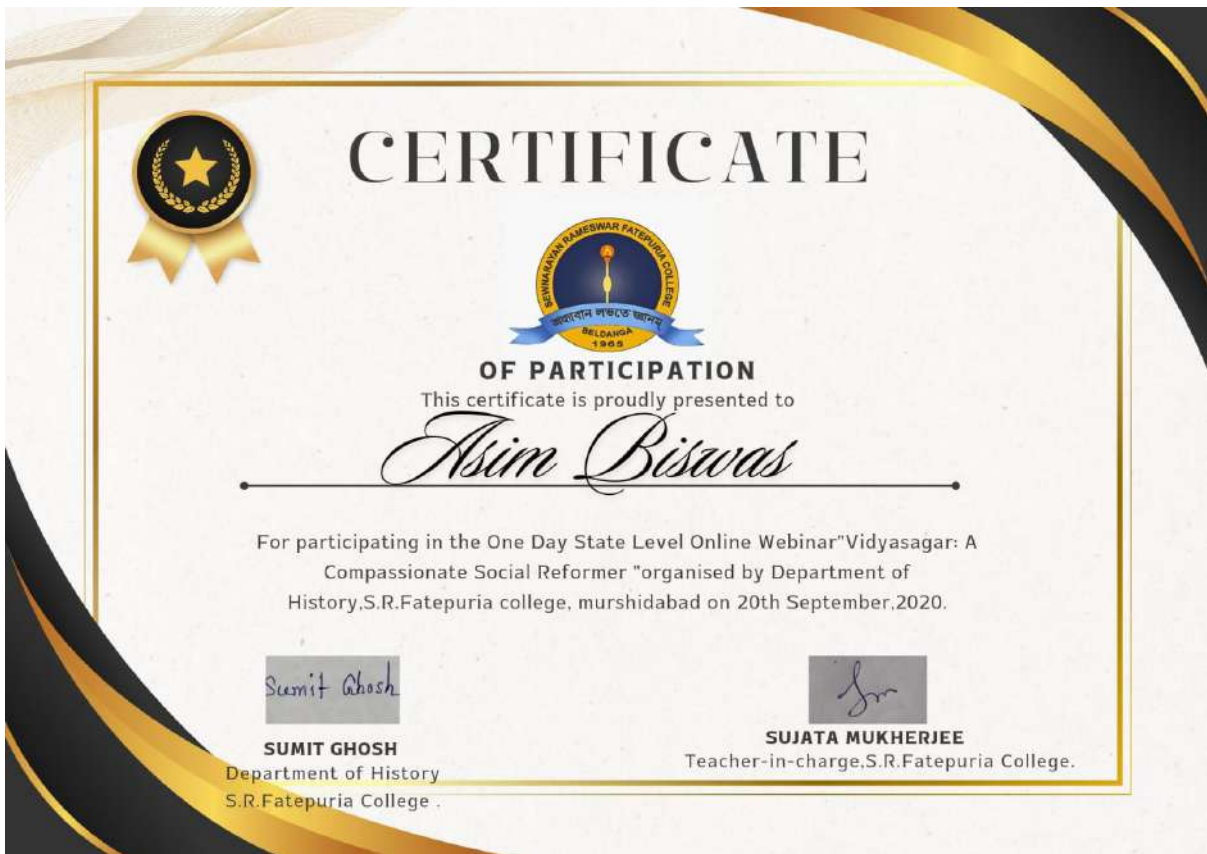 CERTIFICATE
SEWNARAYAN RAMESWAR FATEPURIA COLLEGE
লভতে জ্ঞানম্
BELDANGA
1965
OF PARTICIPATION
This certificate is proudly presented to
Asim Biswas
For participating in the One Day State Level Online Webinar"Vidyasagar: A
Compassionate Social Reformer "organised by Department of
History,S.R.Fatepuria college, murshidabad on 20th September,2020.
Sumit Ghosh
SUMIT GHOSH
Department of History
S.R.Fatepuria College .
SUJATA MUKHERJEE
Teacher-in-charge,S.R.Fatepuria College.